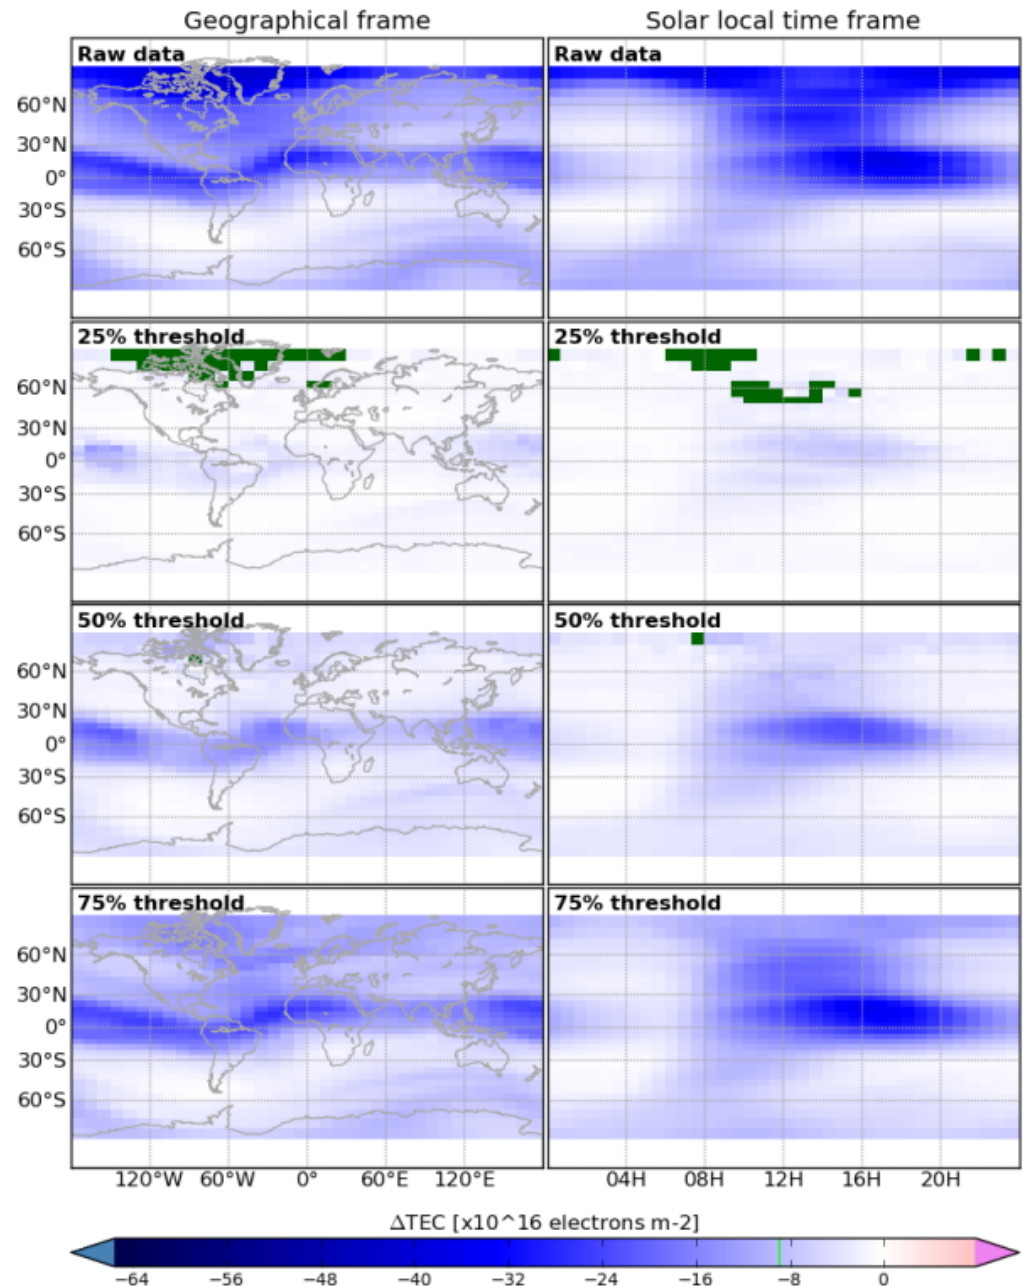 Geographical frame Solar local time frame
Raw data Raw data
60°N
30°N
0°
30°S
60°S
25% threshold 25% threshold
60°N
30°N
0°
30°S
60°S
50% threshold 50% threshold
60°N
30°N
0°
30°S
60°S
75% threshold 75% threshold
60°N
30°N
0°
30°S
60°S
120°W 60°W 0° 60°E 120°E 04H 08H 12H 16H 20H
ΔTEC [x10^16 electrons m-2]
−64 −56 −48 −40 −32 −24 −16 −8 0